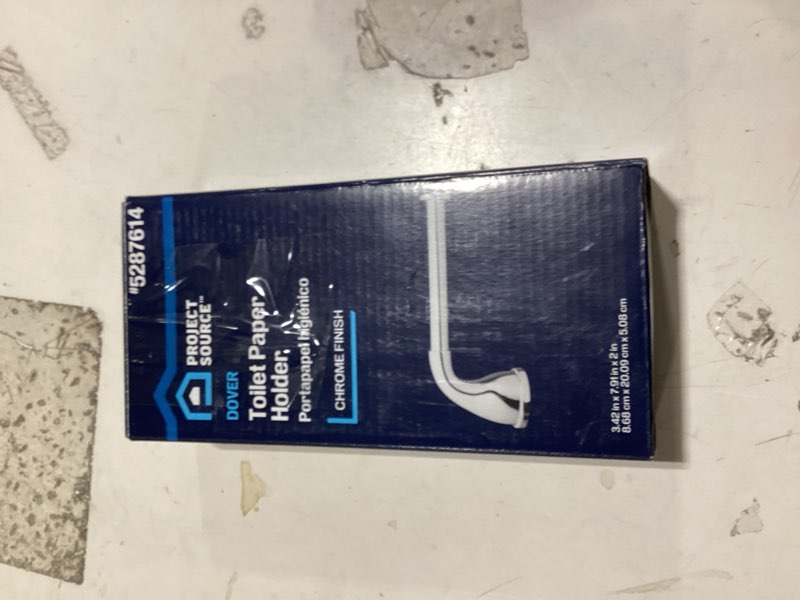 #5287614
PROJECT
SOURCE™
DOVER
Toilet Paper
Holder
Portapapel higiénico
CHROME FINISH
3.42 in x 7.91 in x 2 in
8.68 cm x 20.09 cm x 5.08 cm